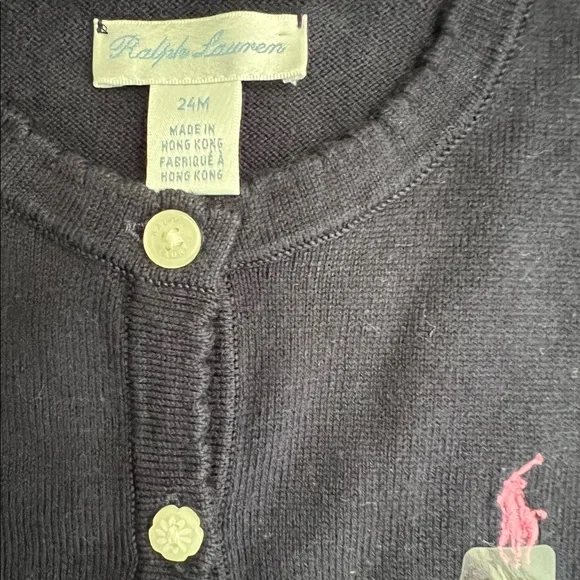 Ralph Lauren
24M
MADE IN
HONG KONG
FABRIQUÉ À
HONG KONG